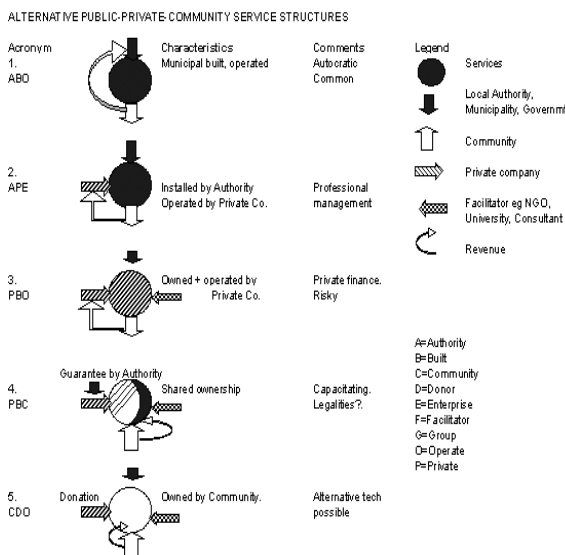 ALTERNATIVE PUBLIC-PRIVATE-COMMUNITY SERVICE STRUCTURES
Acronym Characteristics Comments Legend
1. Municipal built, operated Autocratic
ABO Common
Services
Local Authority,
Municipality, Governm
Community
2.
APE Installed by Authority Professional
Operated by Private Co. management
Private company
Facilitator eg NGO,
University, Consultant
Revenue
3. Owned + operated by Private finance.
PBO Private Co. Risky
Guarantee by Authority
4. Shared ownership Capacitating.
PBC Legalities?.
A=Authority
B=Built
C=Community
D=Donor
E=Enterprise
F=Facilitator
G=Group
O=Operate
P=Private
5. Donation Owned by Community. Alternative tech
CDO possible